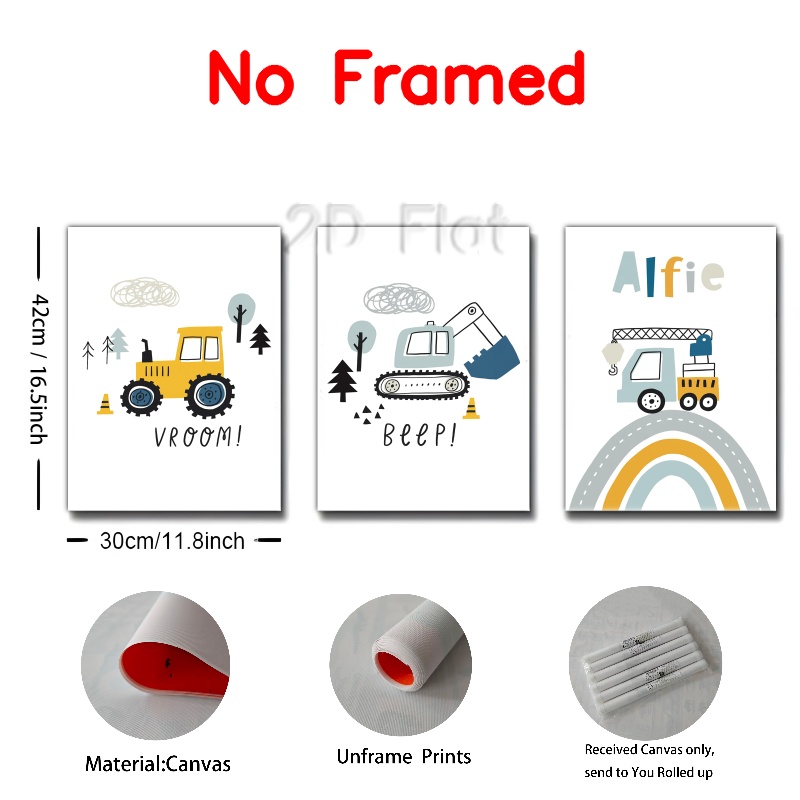 No Framed
2D Flat
42cm / 16.5inch
VROOM!
BEEP!
Alfie
30cm/11.8inch
Material:Canvas
Unframe Prints
Received Canvas only,
send to You Rolled up